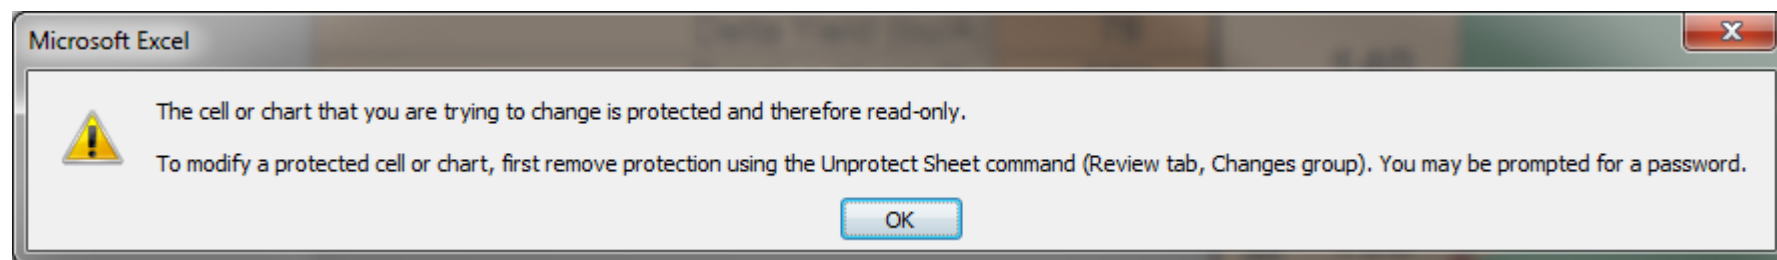 Microsoft Excel
The cell or chart that you are trying to change is protected and therefore read-only.
To modify a protected cell or chart, first remove protection using the Unprotect Sheet command (Review tab, Changes group). You may be prompted for a password.
OK